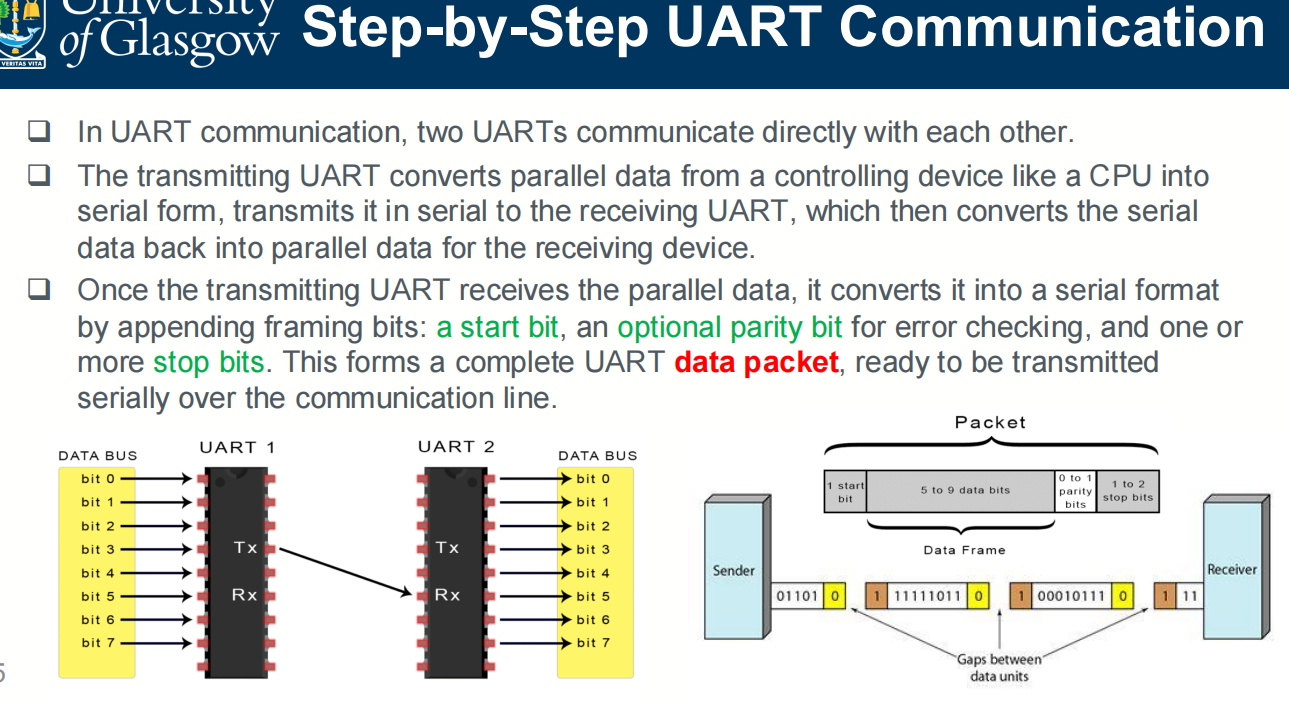 University
of Glasgow
VERITAS VITA
Step-by-Step UART Communication
❑ In UART communication, two UARTs communicate directly with each other.
❑ The transmitting UART converts parallel data from a controlling device like a CPU into
serial form, transmits it in serial to the receiving UART, which then converts the serial
data back into parallel data for the receiving device.
❑ Once the transmitting UART receives the parallel data, it converts it into a serial format
by appending framing bits: a start bit, an optional parity bit for error checking, and one or
more stop bits. This forms a complete UART data packet, ready to be transmitted
serially over the communication line.
DATA BUS
bit 0
bit 1
bit 2
bit 3
bit 4
bit 5
bit 6
bit 7
UART 1
Tx
Rx
UART 2
Tx
Rx
DATA BUS
bit 0
bit 1
bit 2
bit 3
bit 4
bit 5
bit 6
bit 7
Packet
1 start
bit
5 to 9 data bits
0 to 1
parity
bits
1 to 2
stop bits
Data Frame
Sender
01101 0
1 11111011 0
1 00010111 0
1 11
Receiver
Gaps between
data units